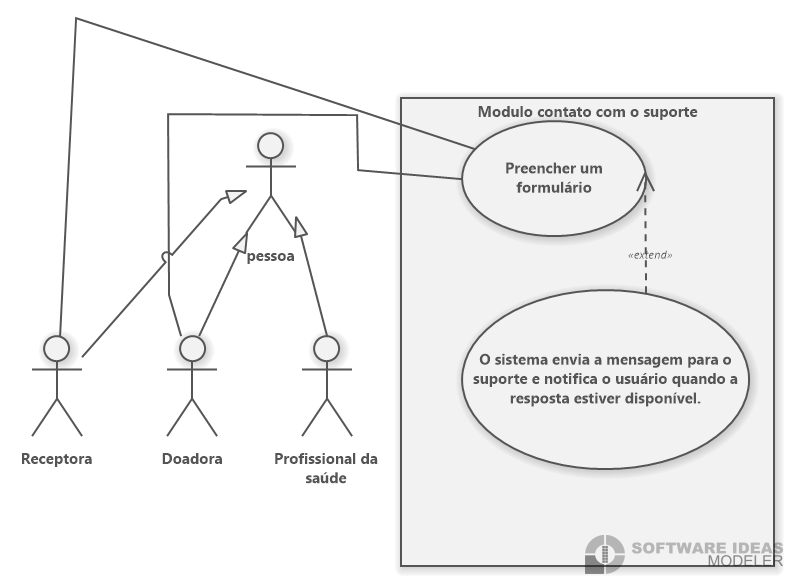 Modulo contato com o suporte
Preencher um
formulário
pessoa
«extend»
O sistema envia a mensagem para o
suporte e notifica o usuário quando a
resposta estiver disponível.
Receptora
Doadora
Profissional da
saúde
SOFTWARE IDEAS
MODELER